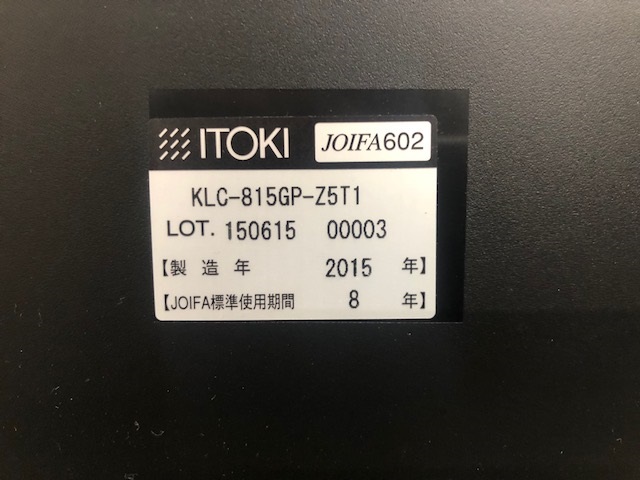 ITOKI JOIFA602
KLC-815GP-Z5T1
LOT. 150615 00003
【製造年 2015 年】
【JOIFA標準使用期間 8 年】